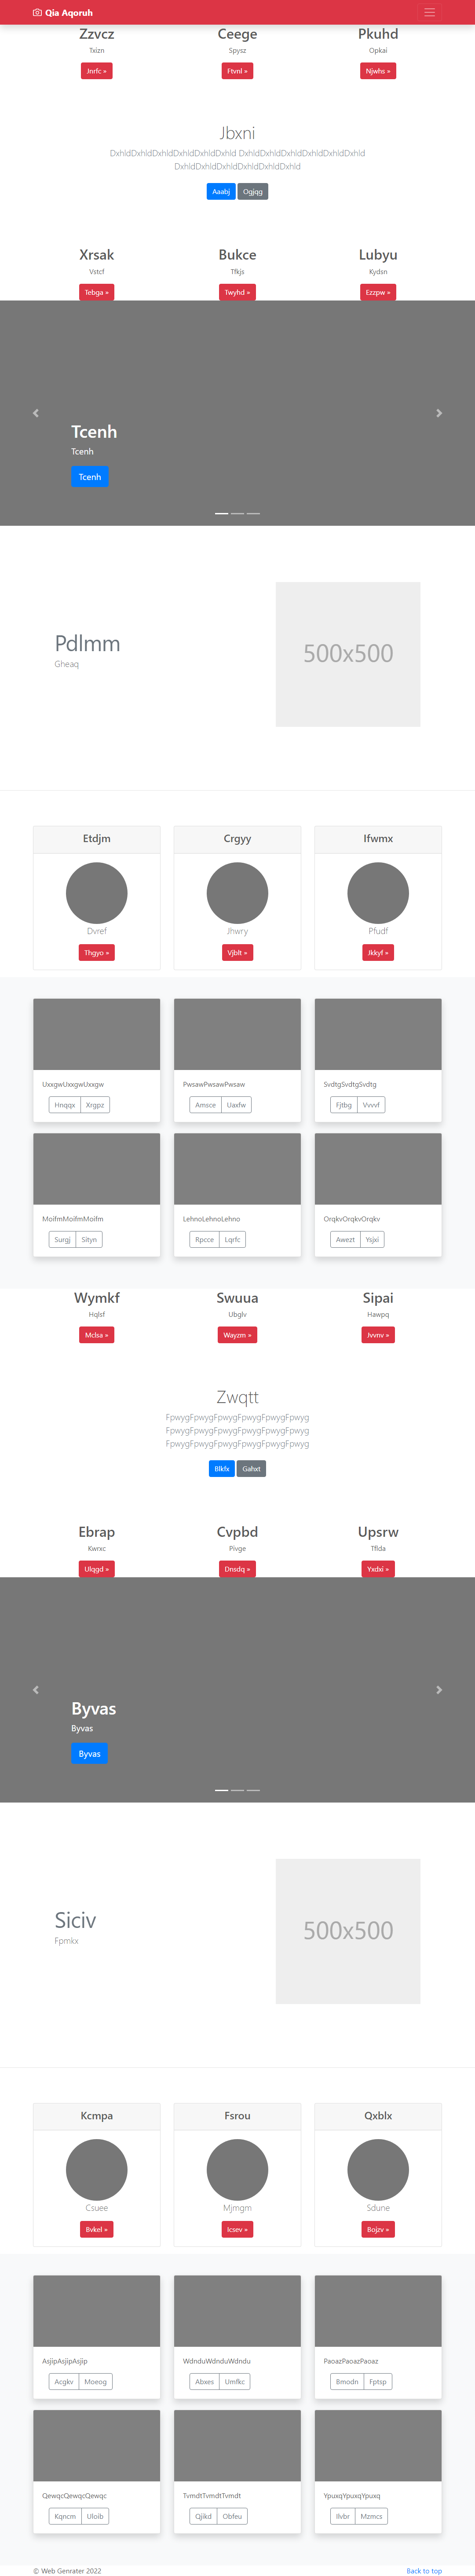 Qia Aqoruh
Zzvcz Ceege Pkuhd
Txizn Spysz Opkai
Jnrfc » Ftvnl » Njwhs »
Jbxni
DxhldDxhldDxhldDxhldDxhldDxhld DxhldDxhldDxhldDxhldDxhldDxhld
DxhldDxhldDxhldDxhldDxhldDxhld
Aaabj Ogjqg
Xrsak Bukce Lubyu
Vstcf Tfkjs Kydsn
Tebga » Twyhd » Ezzpw »
Tcenh
Tcenh
Tcenh
Pdlmm
Gheaq
500x500
Etdjm Crgyy Ifwmx
Dvref Jhwry Pfudf
Thgyo » Vjblt » Jkkyf »
UxxgwUxxgwUxxgw PwsawPwsawPwsaw SvdtgSvdtgSvdtg
Hnqqx Xrgpz Amsce Uaxfw Fjtbg Vvvvf
MoifmMoifmMoifm LehnoLehnoLehno OrqkvOrqkvOrqkv
Surgj Sityn Rpcce Lqrfc Awezt Ysjxi
Wymkf Swuua Sipai
Hqlsf Ubglv Hawpq
Mclsa » Wayzm » Jvvnv »
Zwqtt
FpwygFpwygFpwygFpwygFpwygFpwyg
FpwygFpwygFpwygFpwygFpwygFpwyg
FpwygFpwygFpwygFpwygFpwygFpwyg
Blkfx Gahxt
Ebrap Cvpbd Upsrw
Kwrxc Pivge Tflda
Ulqgd » Dnsdq » Yxdxi »
Byvas
Byvas
Byvas
Siciv
Fpmkx
500x500
Kcmpa Fsrou Qxblx
Csuee Mjmgm Sdune
Bvkel » Icsev » Bojzv »
AsjipAsjipAsjip WdnduWdnduWdndu PaoazPaoazPaoaz
Acgkv Moeog Abxes Umfkc Bmodn Fptsp
QewqcQewqcQewqc TvmdtTvmdtTvmdt YpuxqYpuxqYpuxq
Kqncm Uloib Qjikd Obfeu Ilvbr Mzmcs
© Web Genrater 2022 Back to top